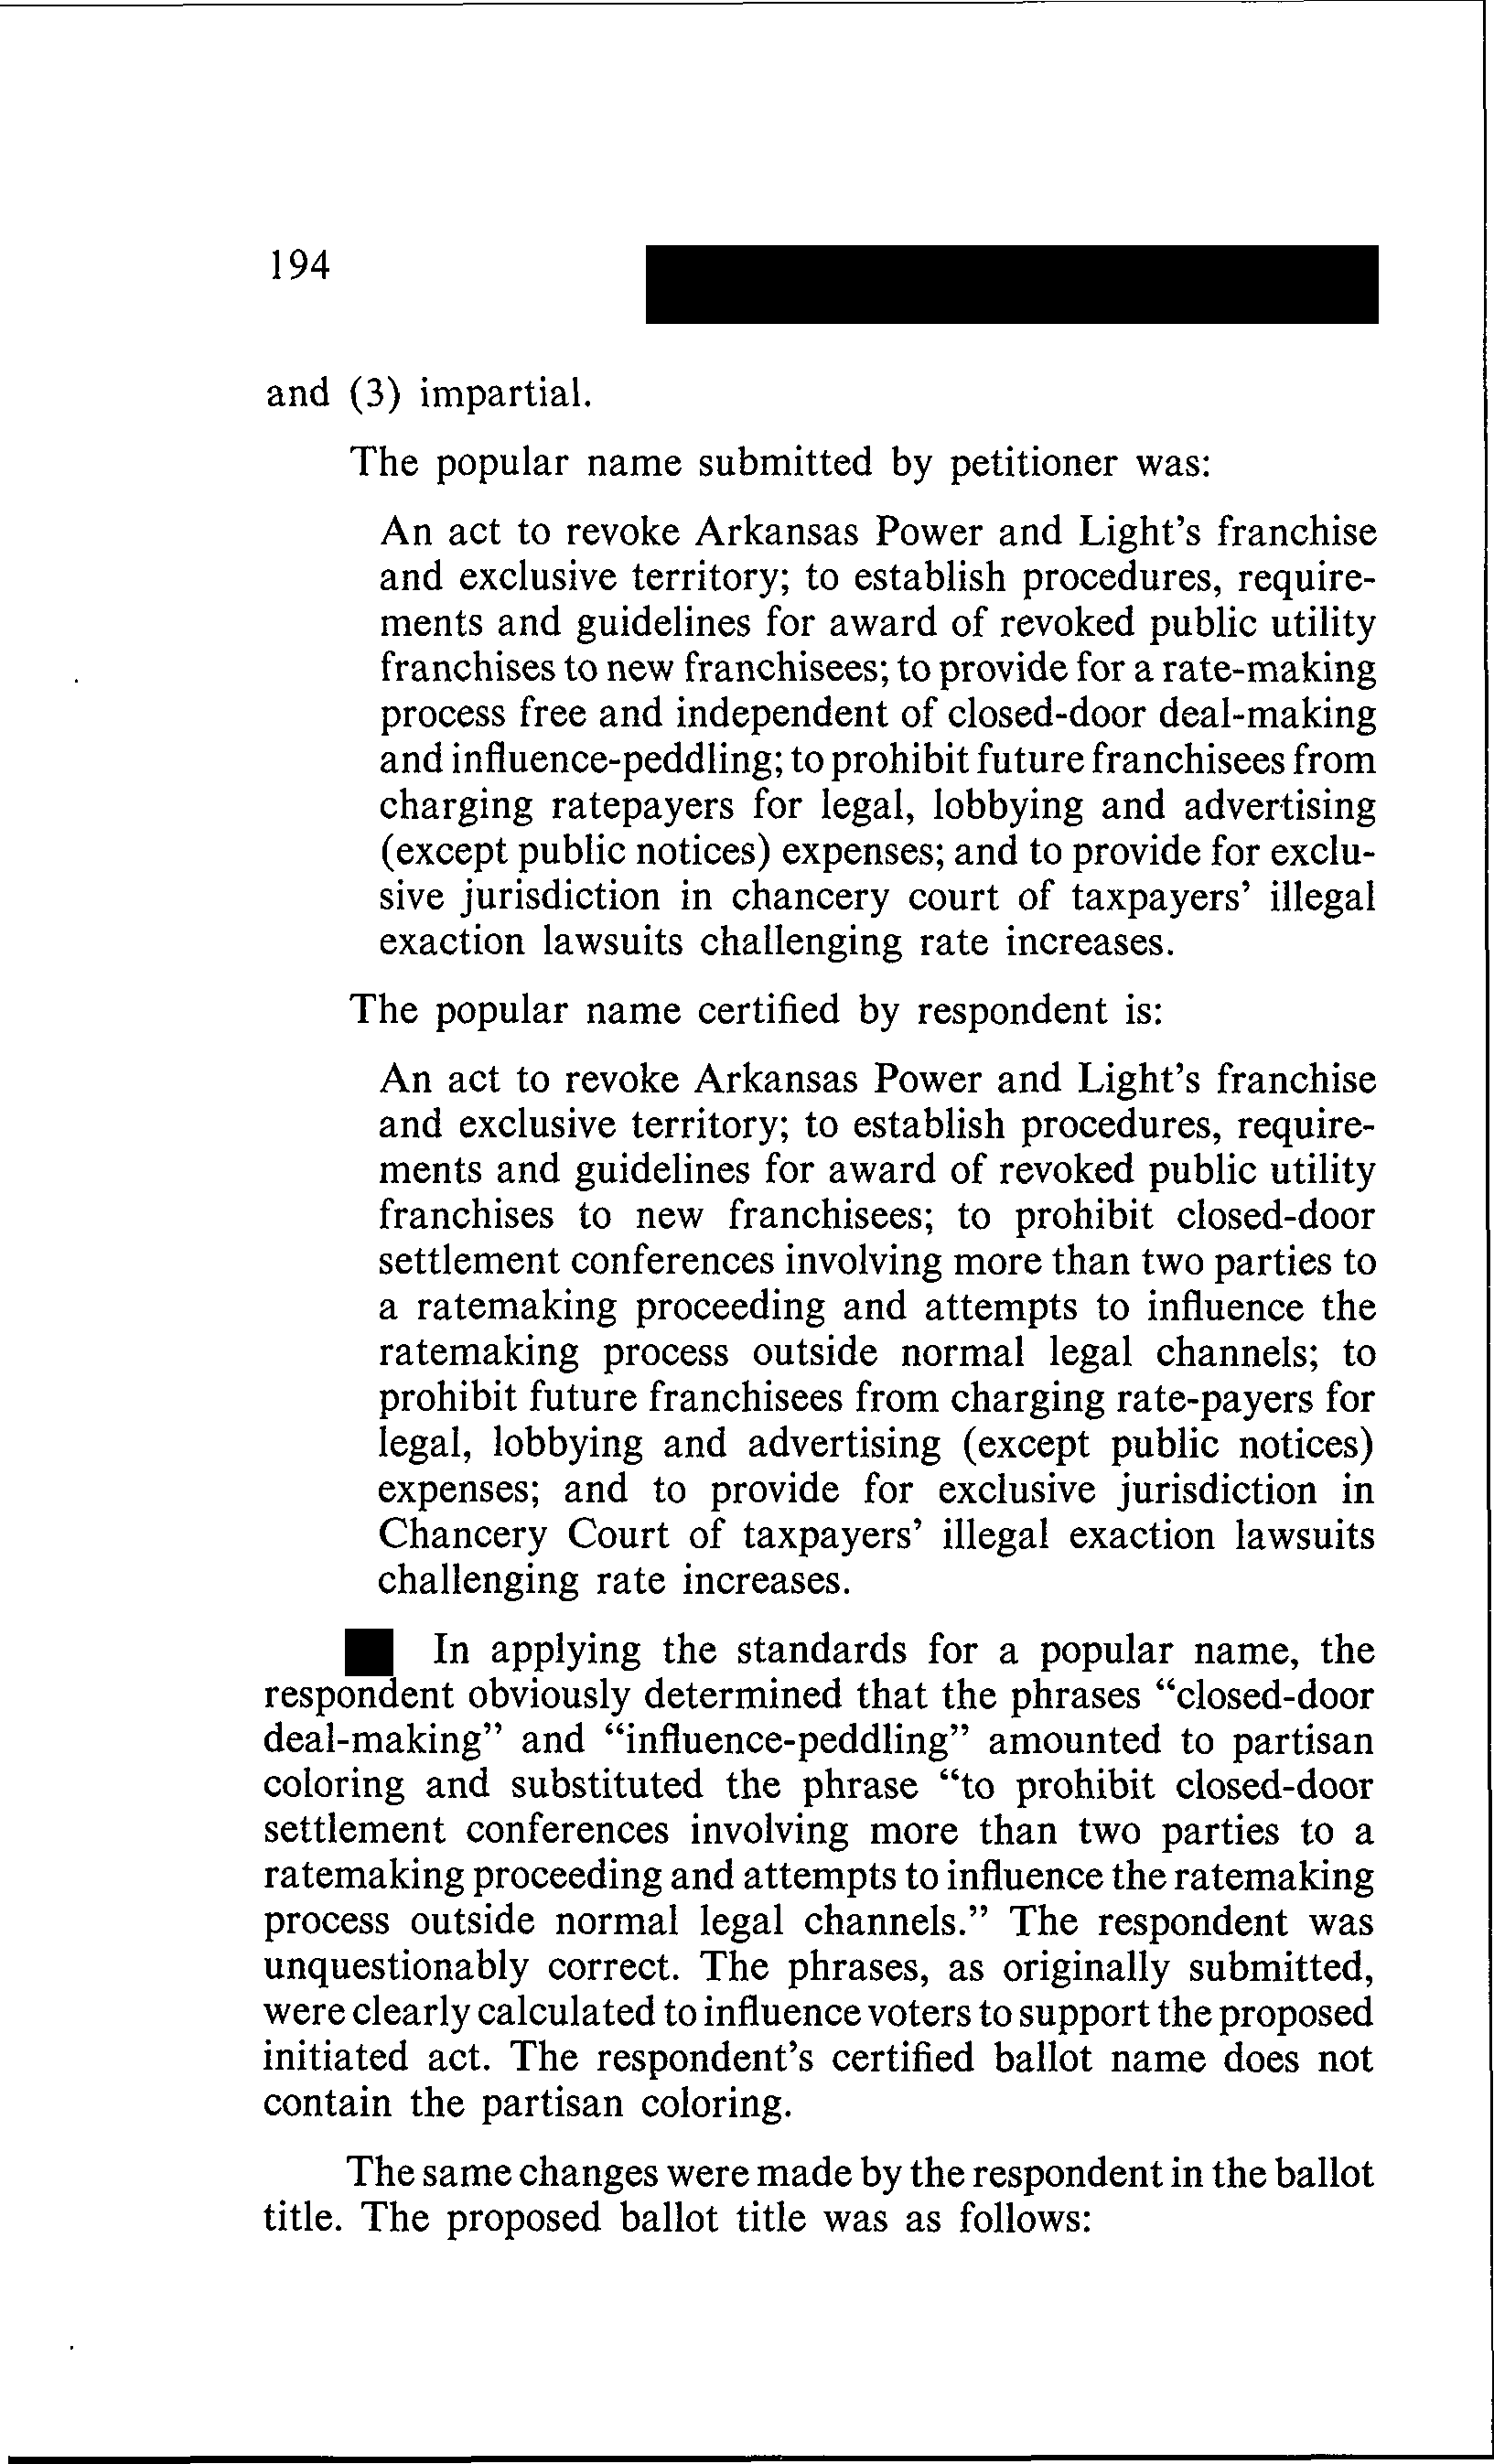 194
and (3) impartial.
The popular name submitted by petitioner was:
An act to revoke Arkansas Power and Light's franchise
and exclusive territory; to establish procedures, require-
ments and guidelines for award of revoked public utility
franchises to new franchisees; to provide for a rate-making
process free and independent of closed-door deal-making
and influence-peddling; to prohibit future franchisees from
charging ratepayers for legal, lobbying and advertising
(except public notices) expenses; and to provide for exclu-
sive jurisdiction in chancery court of taxpayers' illegal
exaction lawsuits challenging rate increases.
The popular name certified by respondent is:
An act to revoke Arkansas Power and Light's franchise
and exclusive territory; to establish procedures, require-
ments and guidelines for award of revoked public utility
franchises to new franchisees; to prohibit closed-door
settlement conferences involving more than two parties to
a ratemaking proceeding and attempts to influence the
ratemaking process outside normal legal channels; to
prohibit future franchisees from charging rate-payers for
legal, lobbying and advertising (except public notices)
expenses; and to provide for exclusive jurisdiction in
Chancery Court of taxpayers' illegal exaction lawsuits
challenging rate increases.
In applying the standards for a popular name, the
respondent obviously determined that the phrases "closed-door
deal-making" and "influence-peddling" amounted to partisan
coloring and substituted the phrase "to prohibit closed-door
settlement conferences involving more than two parties to a
ratemaking proceeding and attempts to influence the ratemaking
process outside normal legal channels." The respondent was
unquestionably correct. The phrases, as originally submitted,
were clearly calculated to influence voters to support the proposed
initiated act. The respondent's certified ballot name does not
contain the partisan coloring.
The same changes were made by the respondent in the ballot
title. The proposed ballot title was as follows: